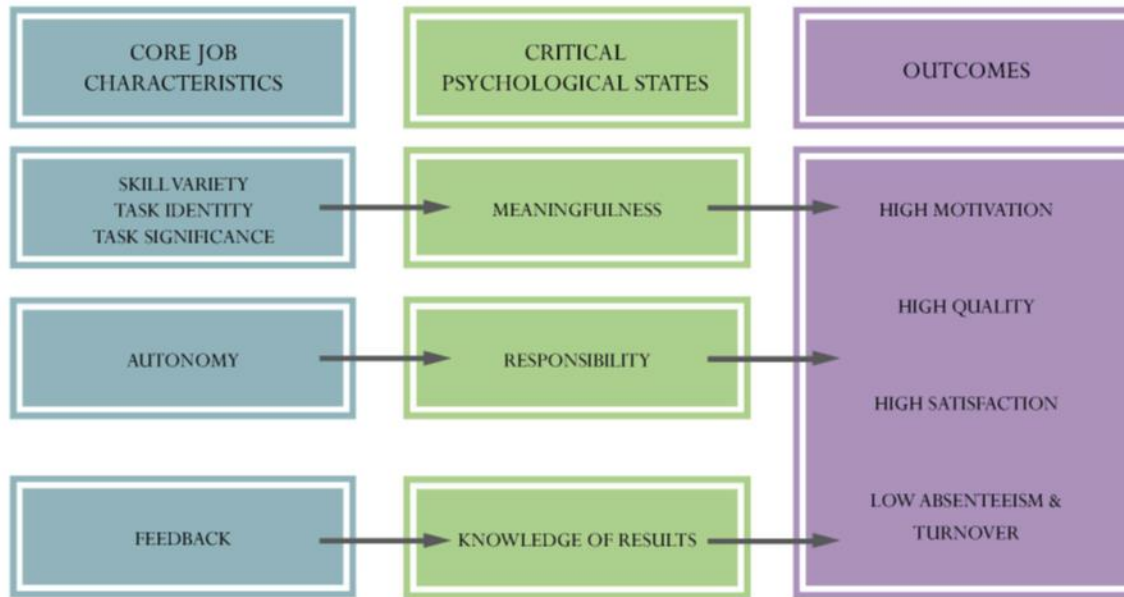 CORE JOB
CHARACTERISTICS
CRITICAL
PSYCHOLOGICAL STATES
OUTCOMES
SKILL VARIETY
TASK IDENTITY
TASK SIGNIFICANCE
MEANINGFULNESS
HIGH MOTIVATION
HIGH QUALITY
AUTONOMY
RESPONSIBILITY
HIGH SATISFACTION
FEEDBACK
KNOWLEDGE OF RESULTS
LOW ABSENTEEISM &
TURNOVER